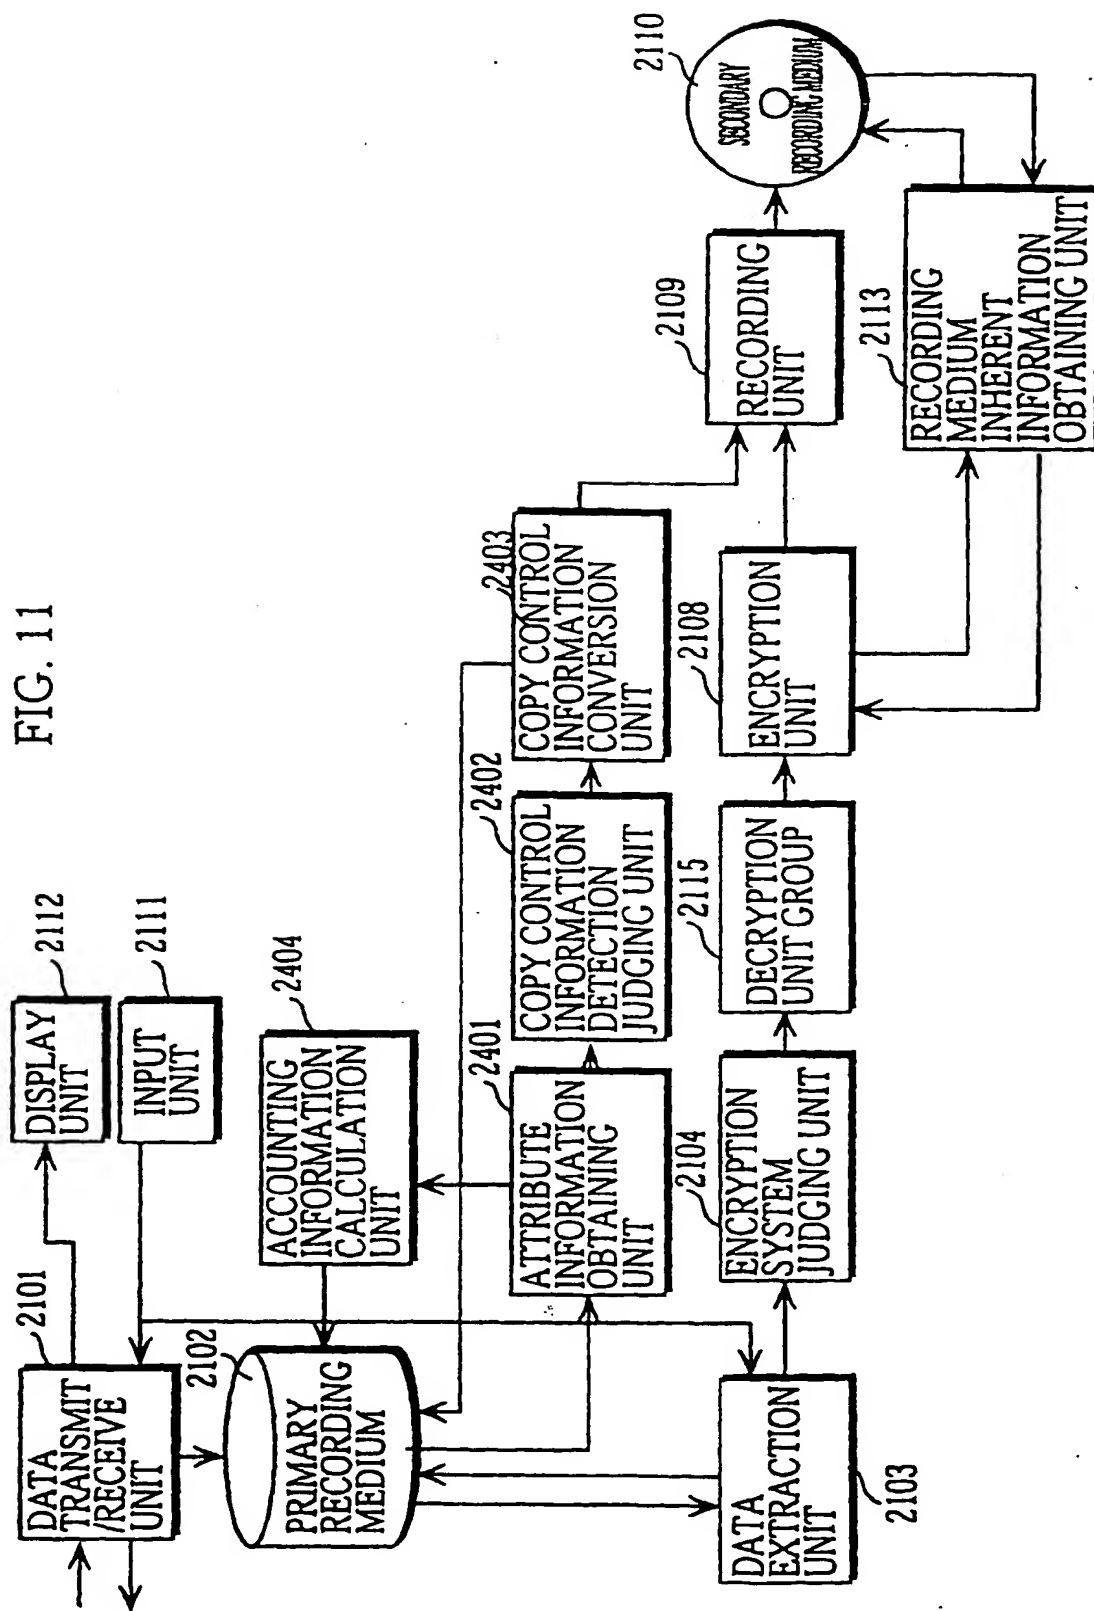 FIG. 11
2101
DATA
TRANSMIT
/RECEIVE
UNIT
2112
DISPLAY
UNIT
2111
INPUT
UNIT
2102
PRIMARY
RECORDING
MEDIUM
2404
ACCOUNTING
INFORMATION
CALCULATION
UNIT
2401
ATTRIBUTE
INFORMATION
OBTAINING
UNIT
2402
COPY CONTROL
INFORMATION
DETECTION
JUDGING UNIT
2403
COPY CONTROL
INFORMATION
CONVERSION
UNIT
2103
DATA
EXTRACTION
UNIT
2104
ENCRYPTION
SYSTEM
JUDGING UNIT
2115
DECRYPTION
UNIT GROUP
2108
ENCRYPTION
UNIT
2109
RECORDING
UNIT
2110
SECONDARY
RECORDING MEDIUM
2113
RECORDING
MEDIUM
INHERENT
INFORMATION
OBTAINING UNIT